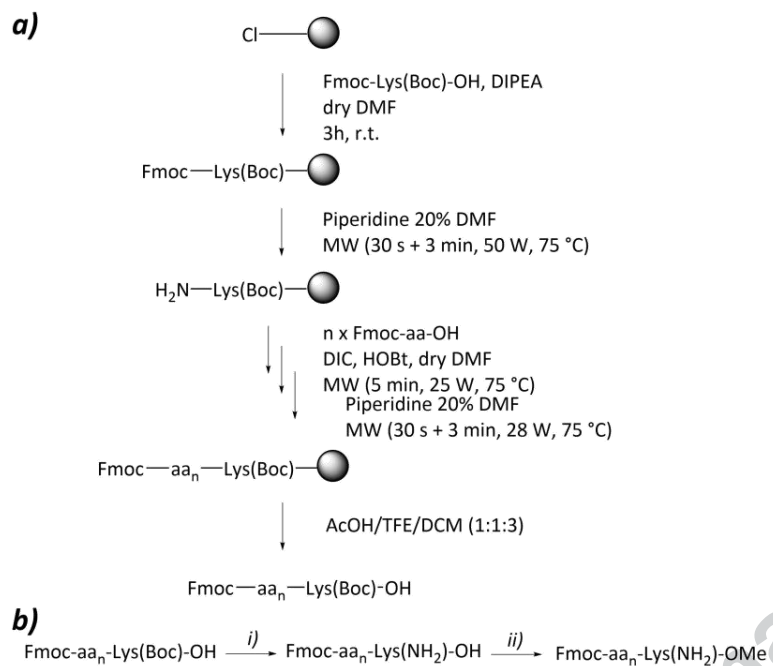 a)
Cl
Fmoc-Lys(Boc)-OH, DIPEA
dry DMF
3h, r.t.
Fmoc—Lys(Boc)
Piperidine 20% DMF
MW (30 s + 3 min, 50 W, 75 °C)
H₂N—Lys(Boc)
n x Fmoc-aa-OH
DIC, HOBt, dry DMF
MW (5 min, 25 W, 75 °C)
Piperidine 20% DMF
MW (30 s + 3 min, 28 W, 75 °C)
Fmoc—aaₙ—Lys(Boc)
AcOH/TFE/DCM (1:1:3)
Fmoc—aaₙ—Lys(Boc)-OH
b)
Fmoc-aaₙ-Lys(Boc)-OH i) Fmoc-aaₙ-Lys(NH₂)-OH ii) Fmoc-aaₙ-Lys(NH₂)-OMe